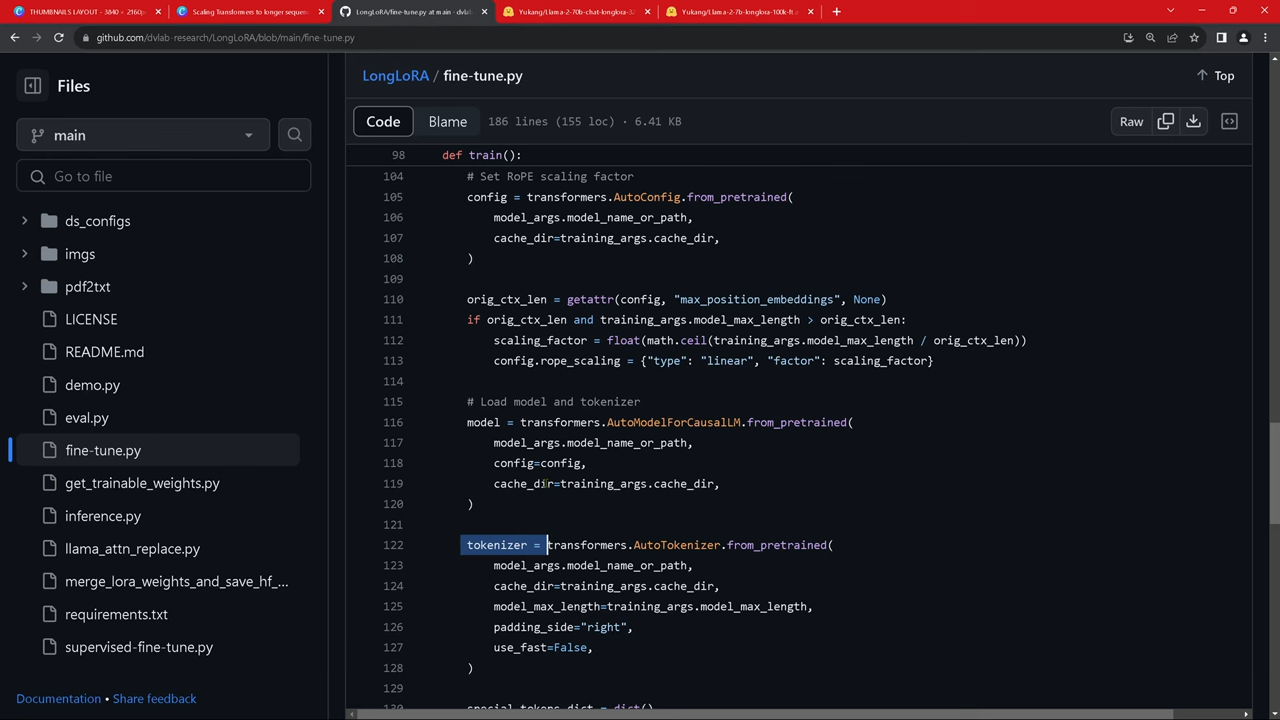 THUMBNAILS LAYOUT - 3840 × 2160p
Scaling Transformers to longer sequen
LongLoRA/fine-tune.py at main · dvlab
Yukang/Llama-2-70b-chat-longlora-32
Yukang/Llama-2-7b-longlora-100k-ft a
github.com/dvlab-research/LongLoRA/blob/main/fine-tune.py
Files
main
Go to file
ds_configs
imgs
pdf2txt
LICENSE
README.md
demo.py
eval.py
fine-tune.py
get_trainable_weights.py
inference.py
llama_attn_replace.py
merge_lora_weights_and_save_hf_...
requirements.txt
supervised-fine-tune.py
Documentation • Share feedback
LongLoRA / fine-tune.py
Top
Code Blame 186 lines (155 loc) · 6.41 KB
Raw
98 def train():
104 # Set RoPE scaling factor
105 config = transformers.AutoConfig.from_pretrained(
106 model_args.model_name_or_path,
107 cache_dir=training_args.cache_dir,
108 )
109
110 orig_ctx_len = getattr(config, "max_position_embeddings", None)
111 if orig_ctx_len and training_args.model_max_length > orig_ctx_len:
112 scaling_factor = float(math.ceil(training_args.model_max_length / orig_ctx_len))
113 config.rope_scaling = {"type": "linear", "factor": scaling_factor}
114
115 # Load model and tokenizer
116 model = transformers.AutoModelForCausalLM.from_pretrained(
117 model_args.model_name_or_path,
118 config=config,
119 cache_dir=training_args.cache_dir,
120 )
121
122 tokenizer = transformers.AutoTokenizer.from_pretrained(
123 model_args.model_name_or_path,
124 cache_dir=training_args.cache_dir,
125 model_max_length=training_args.model_max_length,
126 padding_side="right",
127 use_fast=False,
128 )
129
130 special_tokens_dict = dict()